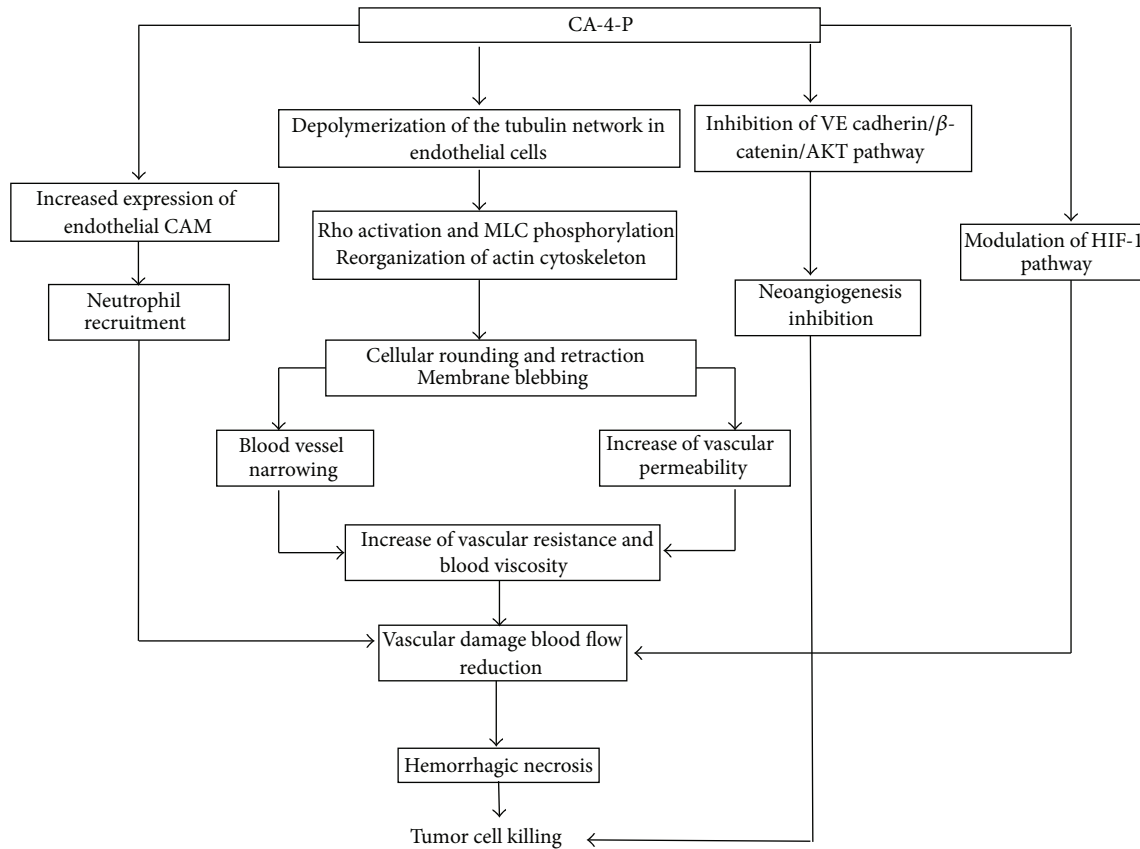 CA-4-P
Depolymerization of the tubulin network in
endothelial cells
Inhibition of VE cadherin/β-
catenin/AKT pathway
Increased expression of
endothelial CAM
Rho activation and MLC phosphorylation
Reorganization of actin cytoskeleton
Modulation of HIF-1
pathway
Neutrophil
recruitment
Neoangiogenesis
inhibition
Cellular rounding and retraction
Membrane blebbing
Blood vessel
narrowing
Increase of vascular
permeability
Increase of vascular resistance and
blood viscosity
Vascular damage blood flow
reduction
Hemorrhagic necrosis
Tumor cell killing